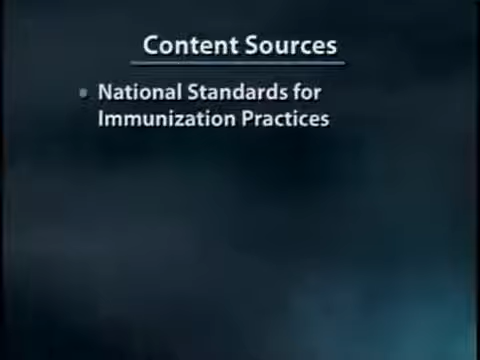 Content Sources
National Standards for
Immunization Practices